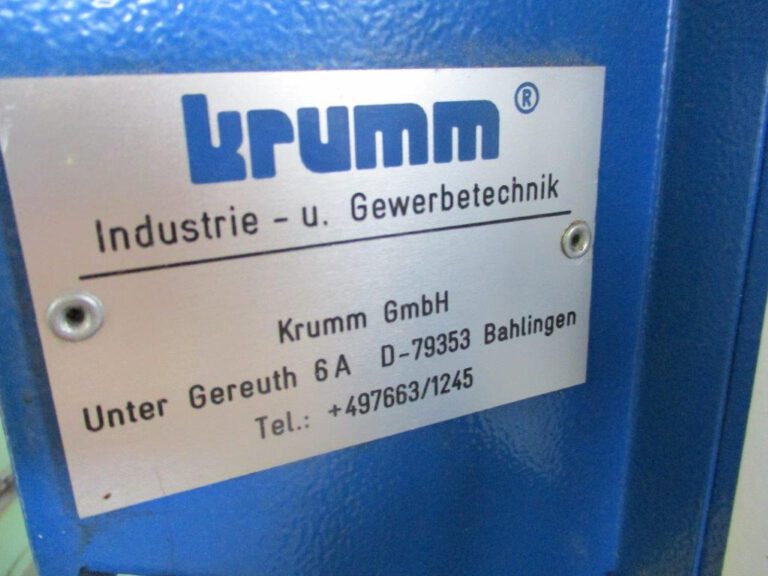 krumm ®
Industrie - u. Gewerbetechnik
Krumm GmbH
Unter Gereuth 6A D-79353 Bahlingen
Tel.: +497663/1245